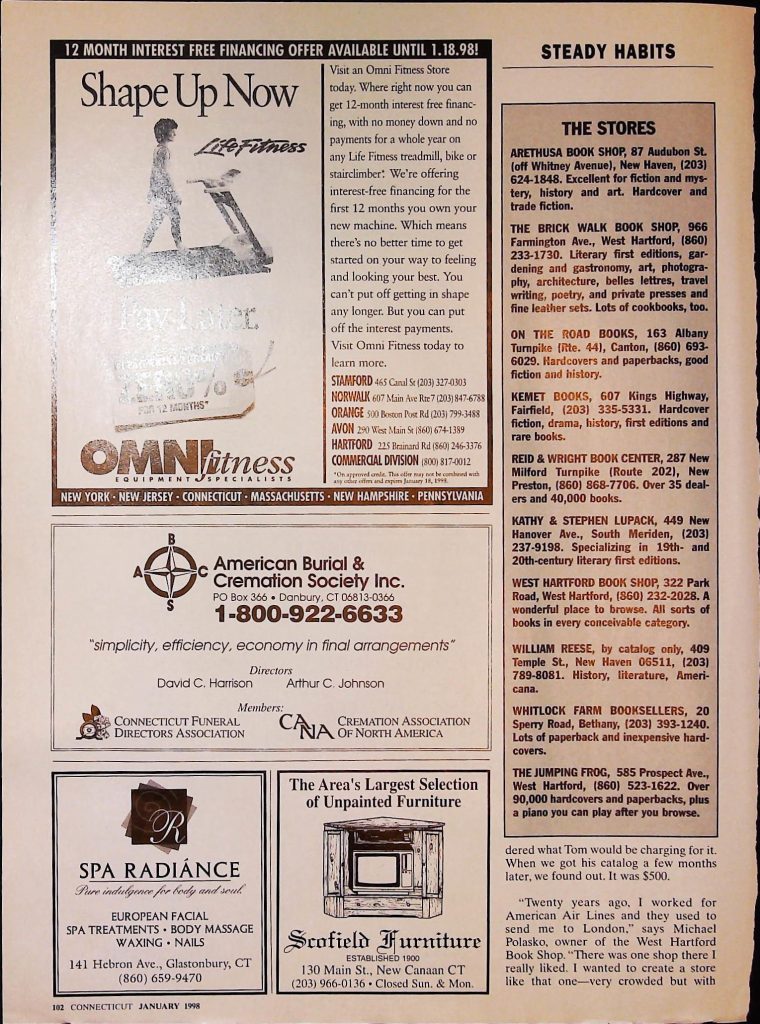 12 MONTH INTEREST FREE FINANCING OFFER AVAILABLE UNTIL 1.18.98!
Shape Up Now
LifeFitness
Pay Later
0%
FOR 12 MONTHS*
OMNI fitness
EQUIPMENT SPECIALISTS
Visit an Omni Fitness Store
today. Where right now you can
get 12-month interest free financ-
ing, with no money down and no
payments for a whole year on
any Life Fitness treadmill, bike or
stairclimber*. We're offering
interest-free financing for the
first 12 months you own your
new machine. Which means
there's no better time to get
started on your way to feeling
and looking your best. You
can't put off getting in shape
any longer. But you can put
off the interest payments.
Visit Omni Fitness today to
learn more.
STAMFORD 465 Canal St (203) 327-0303
NORWALK 607 Main Ave Rte 7 (203) 847-6788
ORANGE 500 Boston Post Rd (203) 799-3488
AVON 290 West Main St (860) 674-1389
HARTFORD 225 Brainard Rd (860) 246-3376
COMMERCIAL DIVISION (800) 817-0012
*On approved credit. This offer may not be combined with
any other offers and expires January 18, 1998.
NEW YORK · NEW JERSEY · CONNECTICUT · MASSACHUSETTS · NEW HAMPSHIRE · PENNSYLVANIA
A B C S
American Burial &
Cremation Society Inc.
PO Box 366 • Danbury, CT 06813-0366
1-800-922-6633
"simplicity, efficiency, economy in final arrangements"
Directors
David C. Harrison Arthur C. Johnson
Members:
CONNECTICUT FUNERAL
DIRECTORS ASSOCIATION
CANA
CREMATION ASSOCIATION
OF NORTH AMERICA
R
SPA RADIÁNCE
Pure indulgence for body and soul.
EUROPEAN FACIAL
SPA TREATMENTS • BODY MASSAGE
WAXING • NAILS
141 Hebron Ave., Glastonbury, CT
(860) 659-9470
The Area's Largest Selection
of Unpainted Furniture
Scofield Furniture
ESTABLISHED 1900
130 Main St., New Canaan CT
(203) 966-0136 • Closed Sun. & Mon.
STEADY HABITS
THE STORES
ARETHUSA BOOK SHOP, 87 Audubon St.
(off Whitney Avenue), New Haven, (203)
624-1848. Excellent for fiction and mys-
tery, history and art. Hardcover and
trade fiction.
THE BRICK WALK BOOK SHOP, 966
Farmington Ave., West Hartford, (860)
233-1730. Literary first editions, gar-
dening and gastronomy, art, photogra-
phy, architecture, belles lettres, travel
writing, poetry, and private presses and
fine leather sets. Lots of cookbooks, too.
ON THE ROAD BOOKS, 163 Albany
Turnpike (Rte. 44), Canton, (860) 693-
6029. Hardcovers and paperbacks, good
fiction and history.
KEMET BOOKS, 607 Kings Highway,
Fairfield, (203) 335-5331. Hardcover
fiction, drama, history, first editions and
rare books.
REID & WRIGHT BOOK CENTER, 287 New
Milford Turnpike (Route 202), New
Preston, (860) 868-7706. Over 35 deal-
ers and 40,000 books.
KATHY & STEPHEN LUPACK, 449 New
Hanover Ave., South Meriden, (203)
237-9198. Specializing in 19th- and
20th-century literary first editions.
WEST HARTFORD BOOK SHOP, 322 Park
Road, West Hartford, (860) 232-2028. A
wonderful place to browse. All sorts of
books in every conceivable category.
WILLIAM REESE, by catalog only, 409
Temple St., New Haven 06511, (203)
789-8081. History, literature, Ameri-
cana.
WHITLOCK FARM BOOKSELLERS, 20
Sperry Road, Bethany, (203) 393-1240.
Lots of paperback and inexpensive hard-
covers.
THE JUMPING FROG, 585 Prospect Ave.,
West Hartford, (860) 523-1622. Over
90,000 hardcovers and paperbacks, plus
a piano you can play after you browse.
dered what Tom would be charging for it.
When we got his catalog a few months
later, we found out. It was $500.
"Twenty years ago, I worked for
American Air Lines and they used to
send me to London," says Michael
Polasko, owner of the West Hartford
Book Shop. "There was one shop there I
really liked. I wanted to create a store
like that one—very crowded but with
102 CONNECTICUT JANUARY 1998